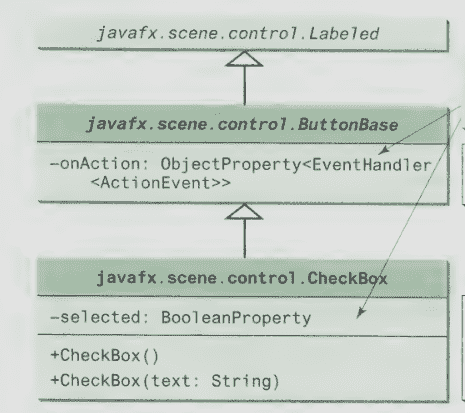 javafx.scene.control.Labeled
javafx.scene.control.ButtonBase
-onAction: ObjectProperty<EventHandler
<ActionEvent>>
javafx.scene.control.CheckBox
-selected: BooleanProperty
+CheckBox()
+CheckBox(text: String)